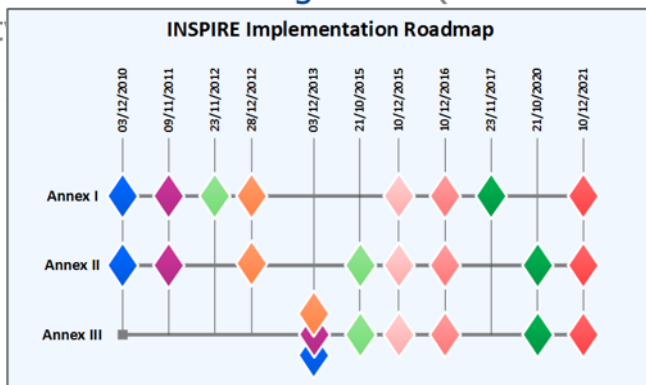 INSPIRE Implementation Roadmap
03/12/2010
09/11/2011
23/11/2012
28/12/2012
03/12/2013
21/10/2015
10/12/2015
10/12/2016
23/11/2017
21/10/2020
10/12/2021
Annex I
Annex II
Annex III